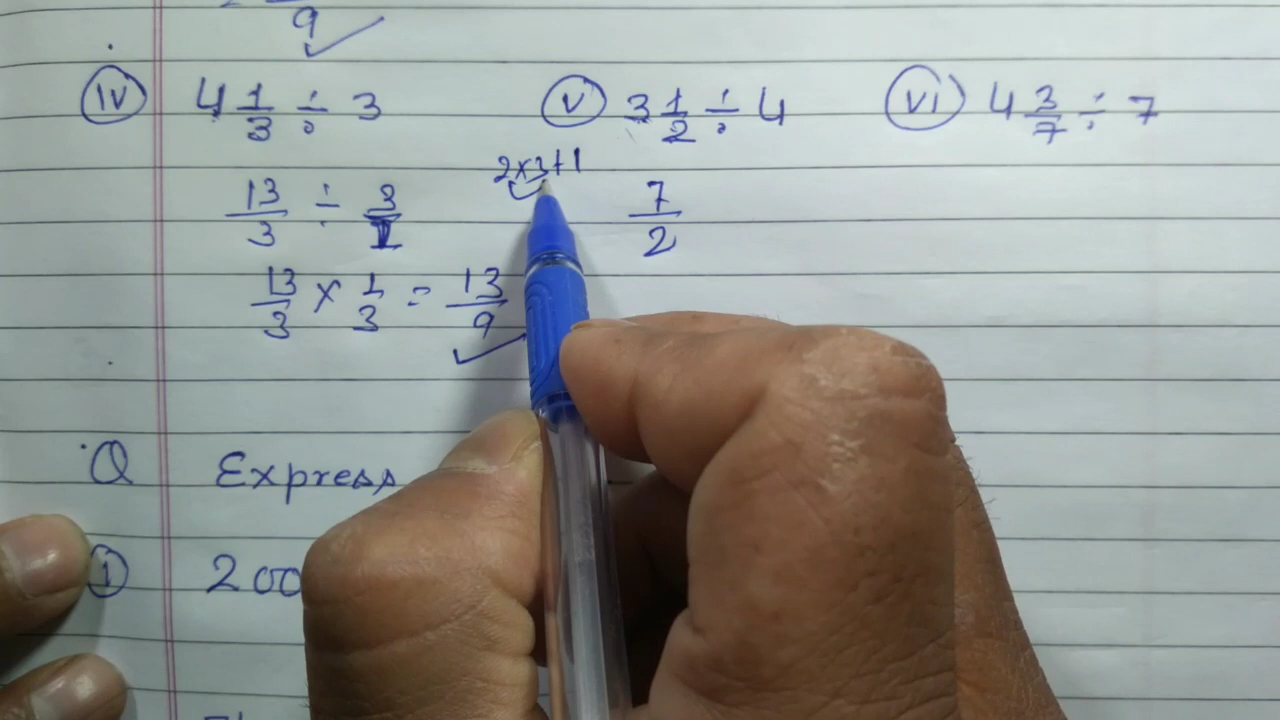 9
(iv) 4 1/3 ÷ 3 (v) 3 1/2 ÷ 4 (vi) 4 3/7 ÷ 7
2×3+1
13/3 ÷ 3/1 7/2
13/3 × 1/3 = 13/9
Q Express
(i) 200